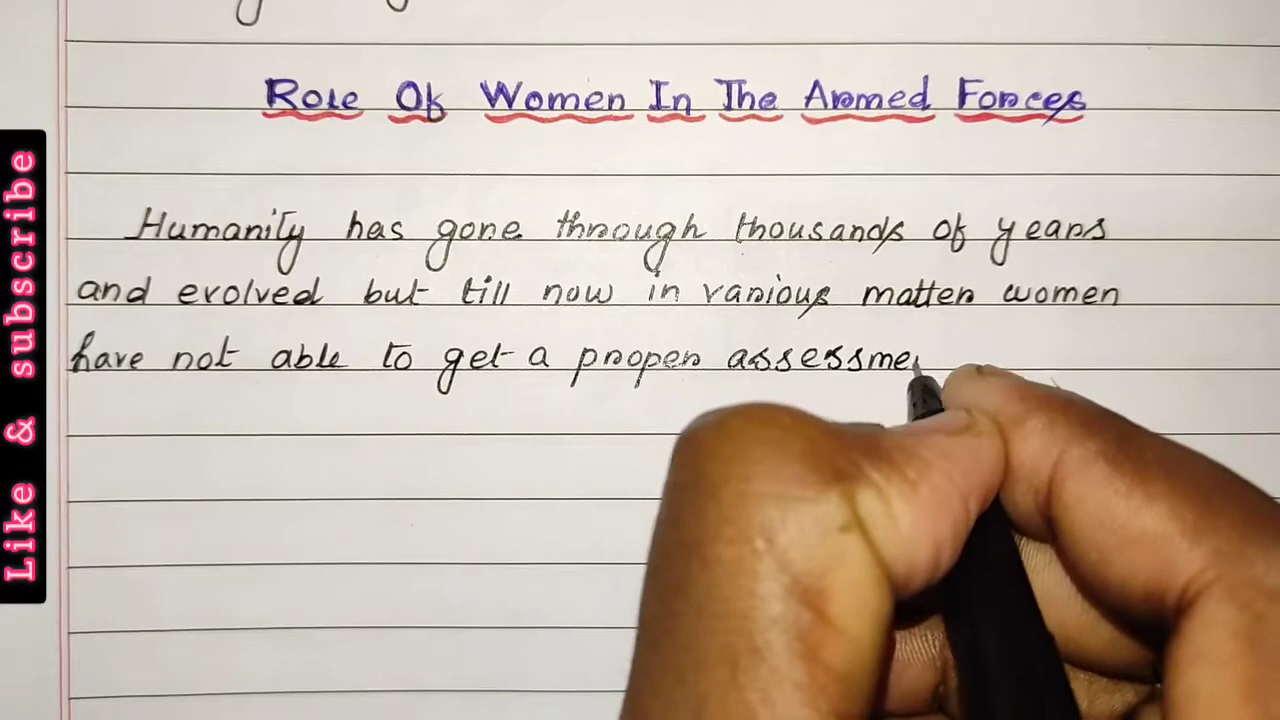 Role Of Women In The Armed Forces
Humanity has gone through thousands of years
and evolved but till now in various matter women
have not able to get a proper assessme
Like & subscribe